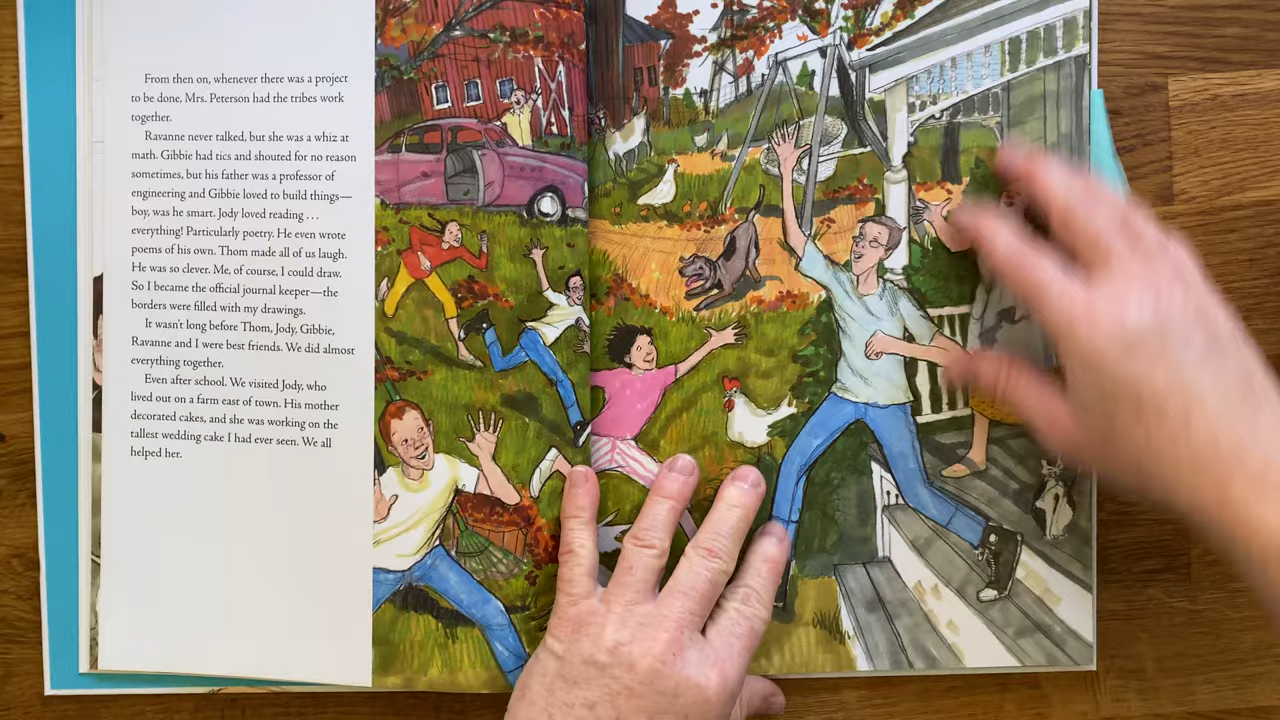 From then on, whenever there was a project
to be done, Mrs. Peterson had the tribes work
together.
Ravanne never talked, but she was a whiz at
math. Gibbie had tics and shouted for no reason
sometimes, but his father was a professor of
engineering and Gibbie loved to build things—
boy, was he smart. Jody loved reading . . .
everything! Particularly poetry. He even wrote
poems of his own. Thom made all of us laugh.
He was so clever. Me, of course, I could draw.
So I became the official journal keeper—the
borders were filled with my drawings.
It wasn't long before Thom, Jody, Gibbie,
Ravanne and I were best friends. We did almost
everything together.
Even after school. We visited Jody, who
lived out on a farm east of town. His mother
decorated cakes, and she was working on the
tallest wedding cake I had ever seen. We all
helped her.